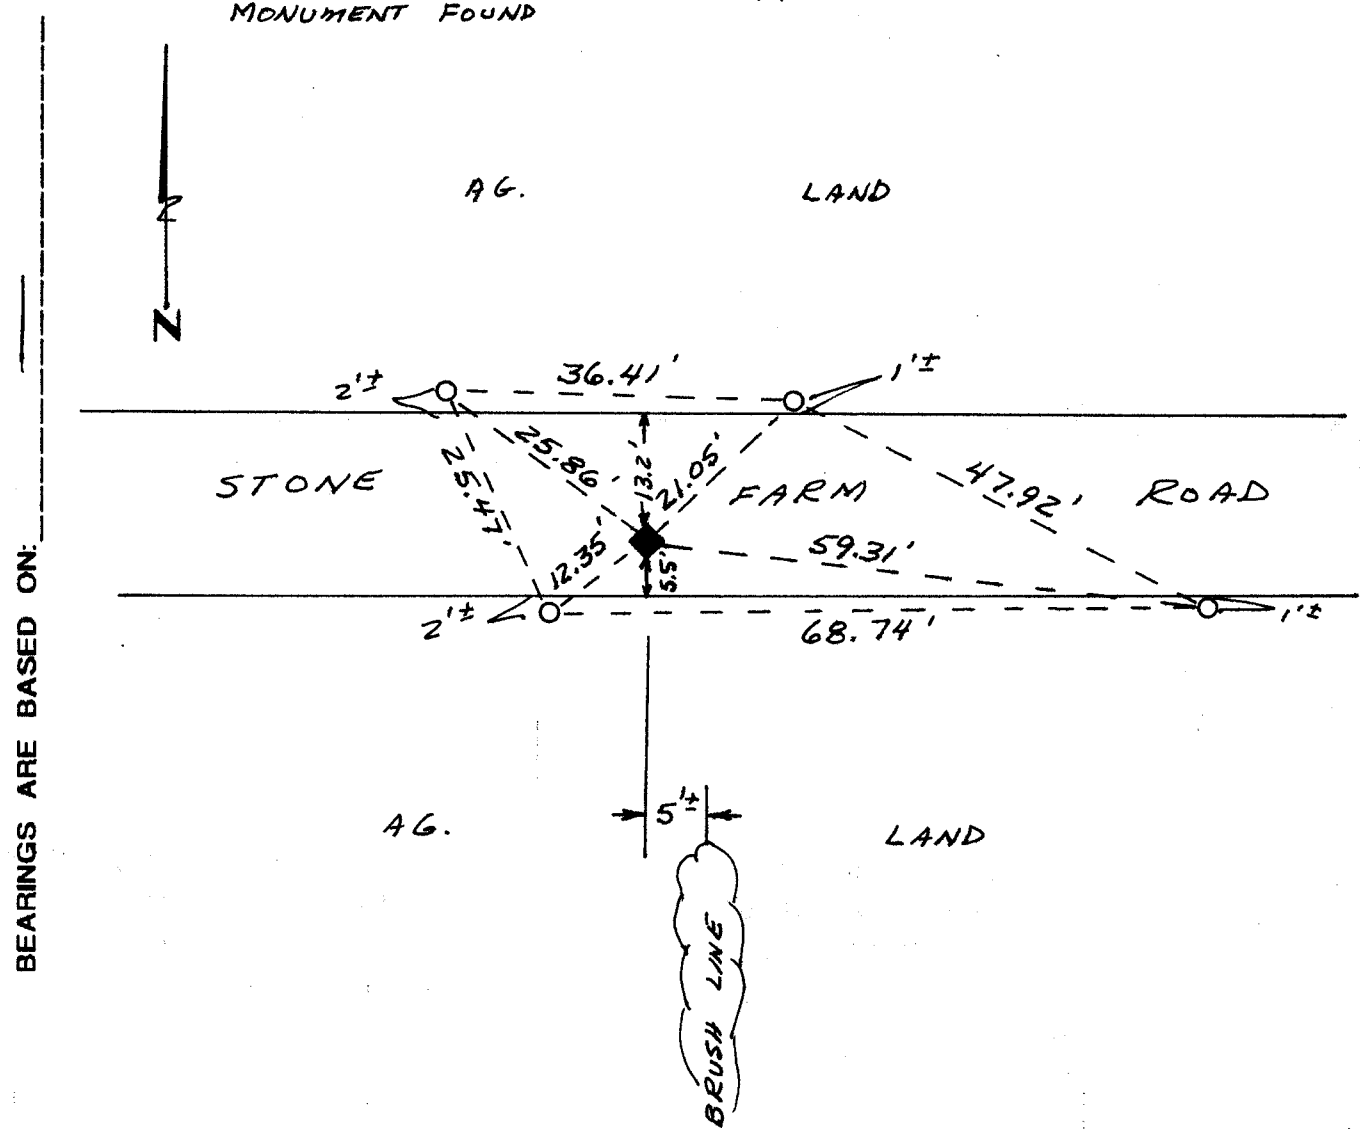 MONUMENT FOUND
AG. LAND
N
2'± 36.41' 1'±
25.47' 25.86' 13.2' 21.05' 47.92'
STONE FARM ROAD
12.35' 5.5' 59.31'
2'± 68.74' 1'±
5'±
AG. LAND
BRUSH LINE
BEARINGS ARE BASED ON: